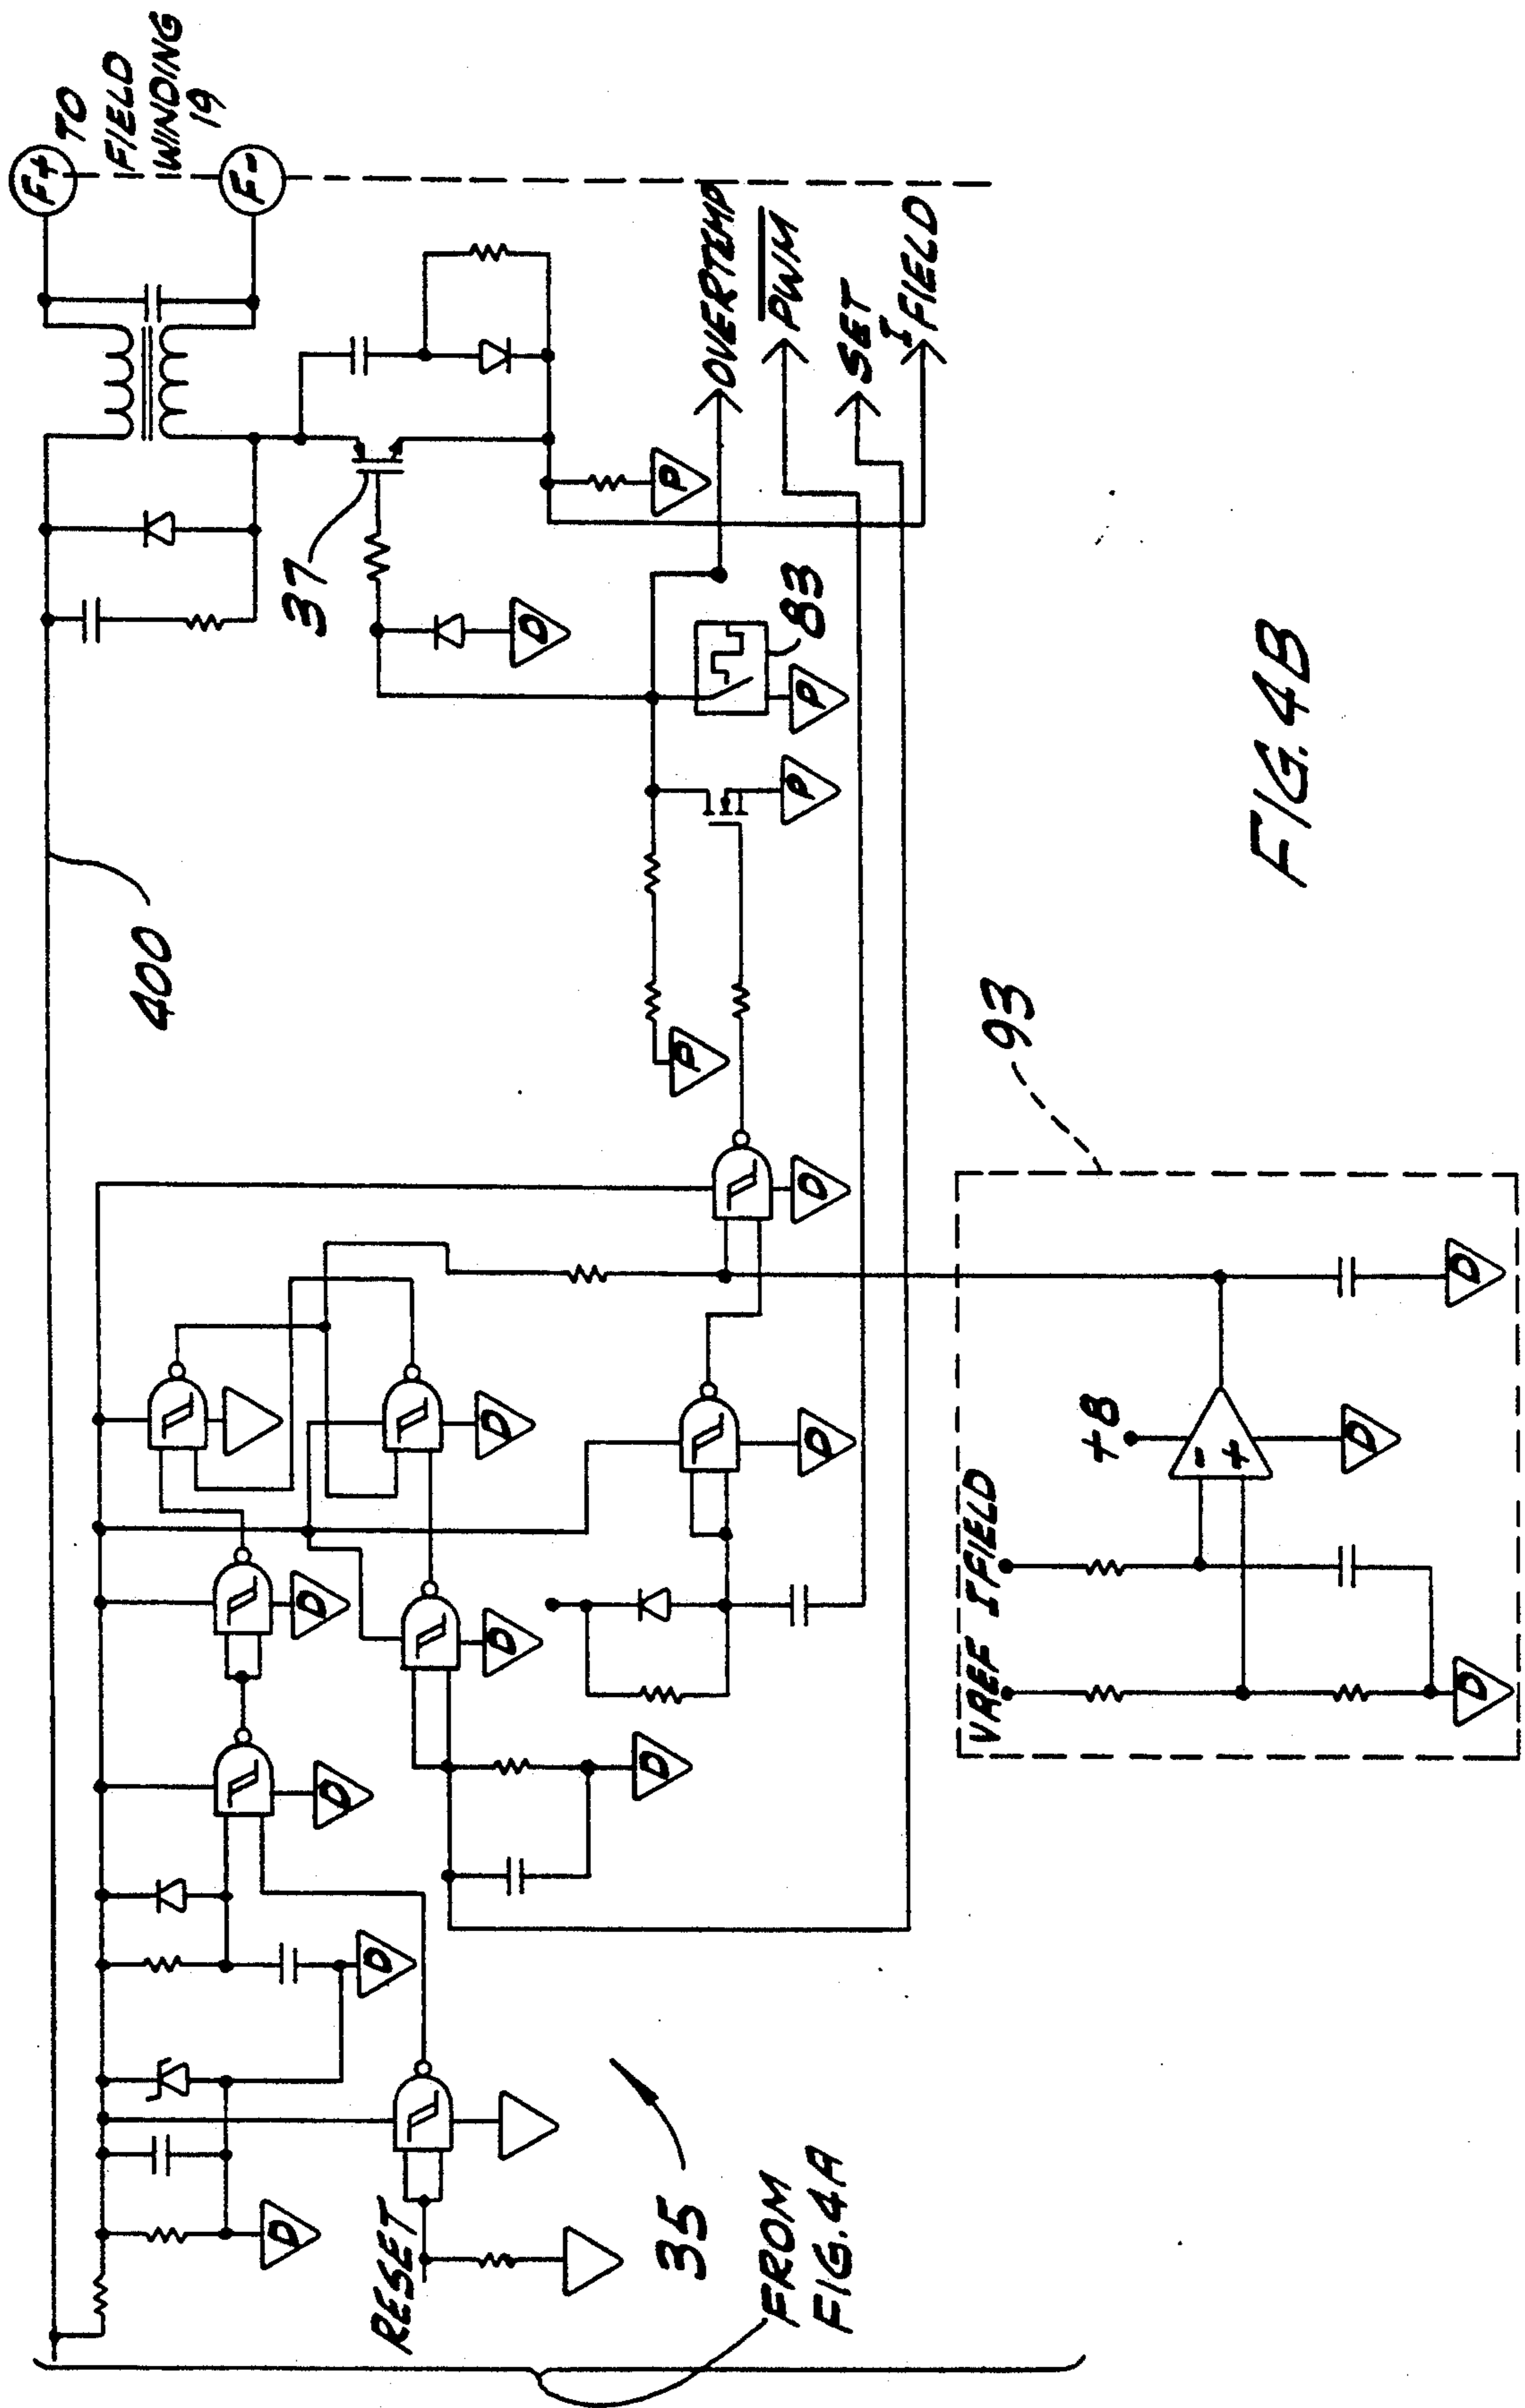 F+
TO
FIELD
WINDING
19
F-
400
37
D
P
OVERTEMP
PWM
SET
I FIELD
83
P
P
P
D
D
D
D
D
D
D
D
D
RESET
35
FROM
FIG. 4A
93
VREF
IFIELD
+8
-
+
D
D
D
FIG. 4B